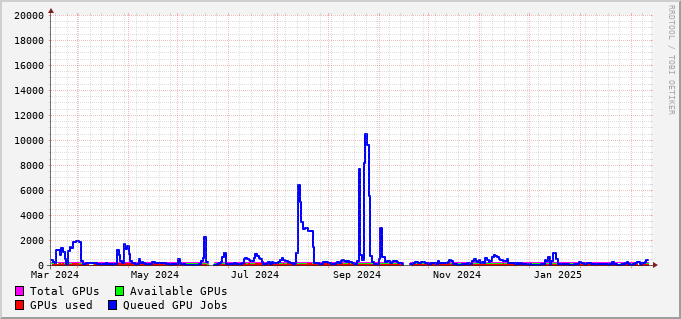 20000
18000
16000
14000
12000
10000
8000
6000
4000
2000
0
Mar 2024 May 2024 Jul 2024 Sep 2024 Nov 2024 Jan 2025
Total GPUs Available GPUs
GPUs used Queued GPU Jobs
RRDTOOL / TOBI OETIKER